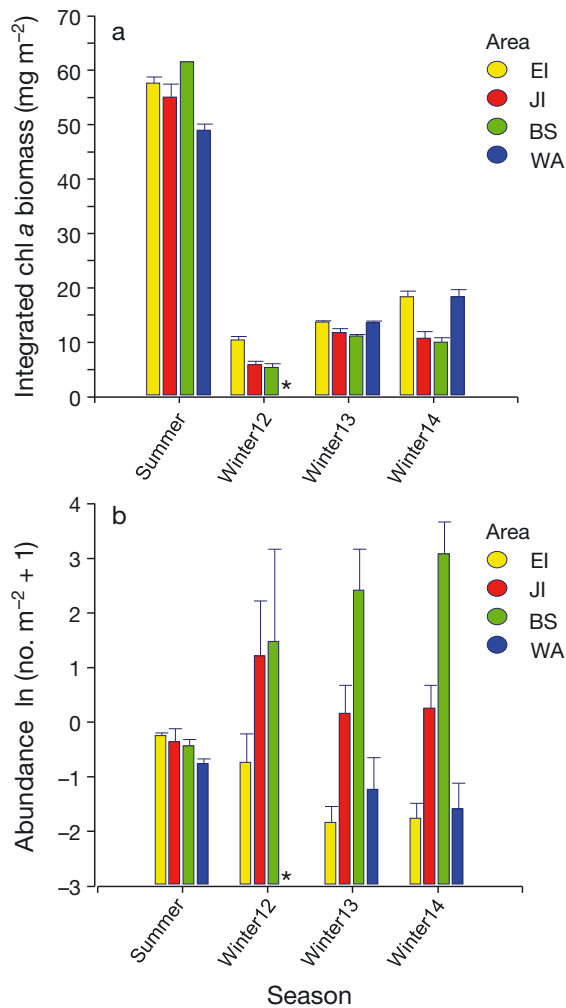 a
Integrated chl a biomass (mg m⁻²)
70
60
50
40
30
20
10
0
Area
EI
JI
BS
WA
*
Summer
Winter12
Winter13
Winter14
b
Abundance ln (no. m⁻² + 1)
4
3
2
1
0
−1
−2
−3
Area
EI
JI
BS
WA
*
Summer
Winter12
Winter13
Winter14
Season